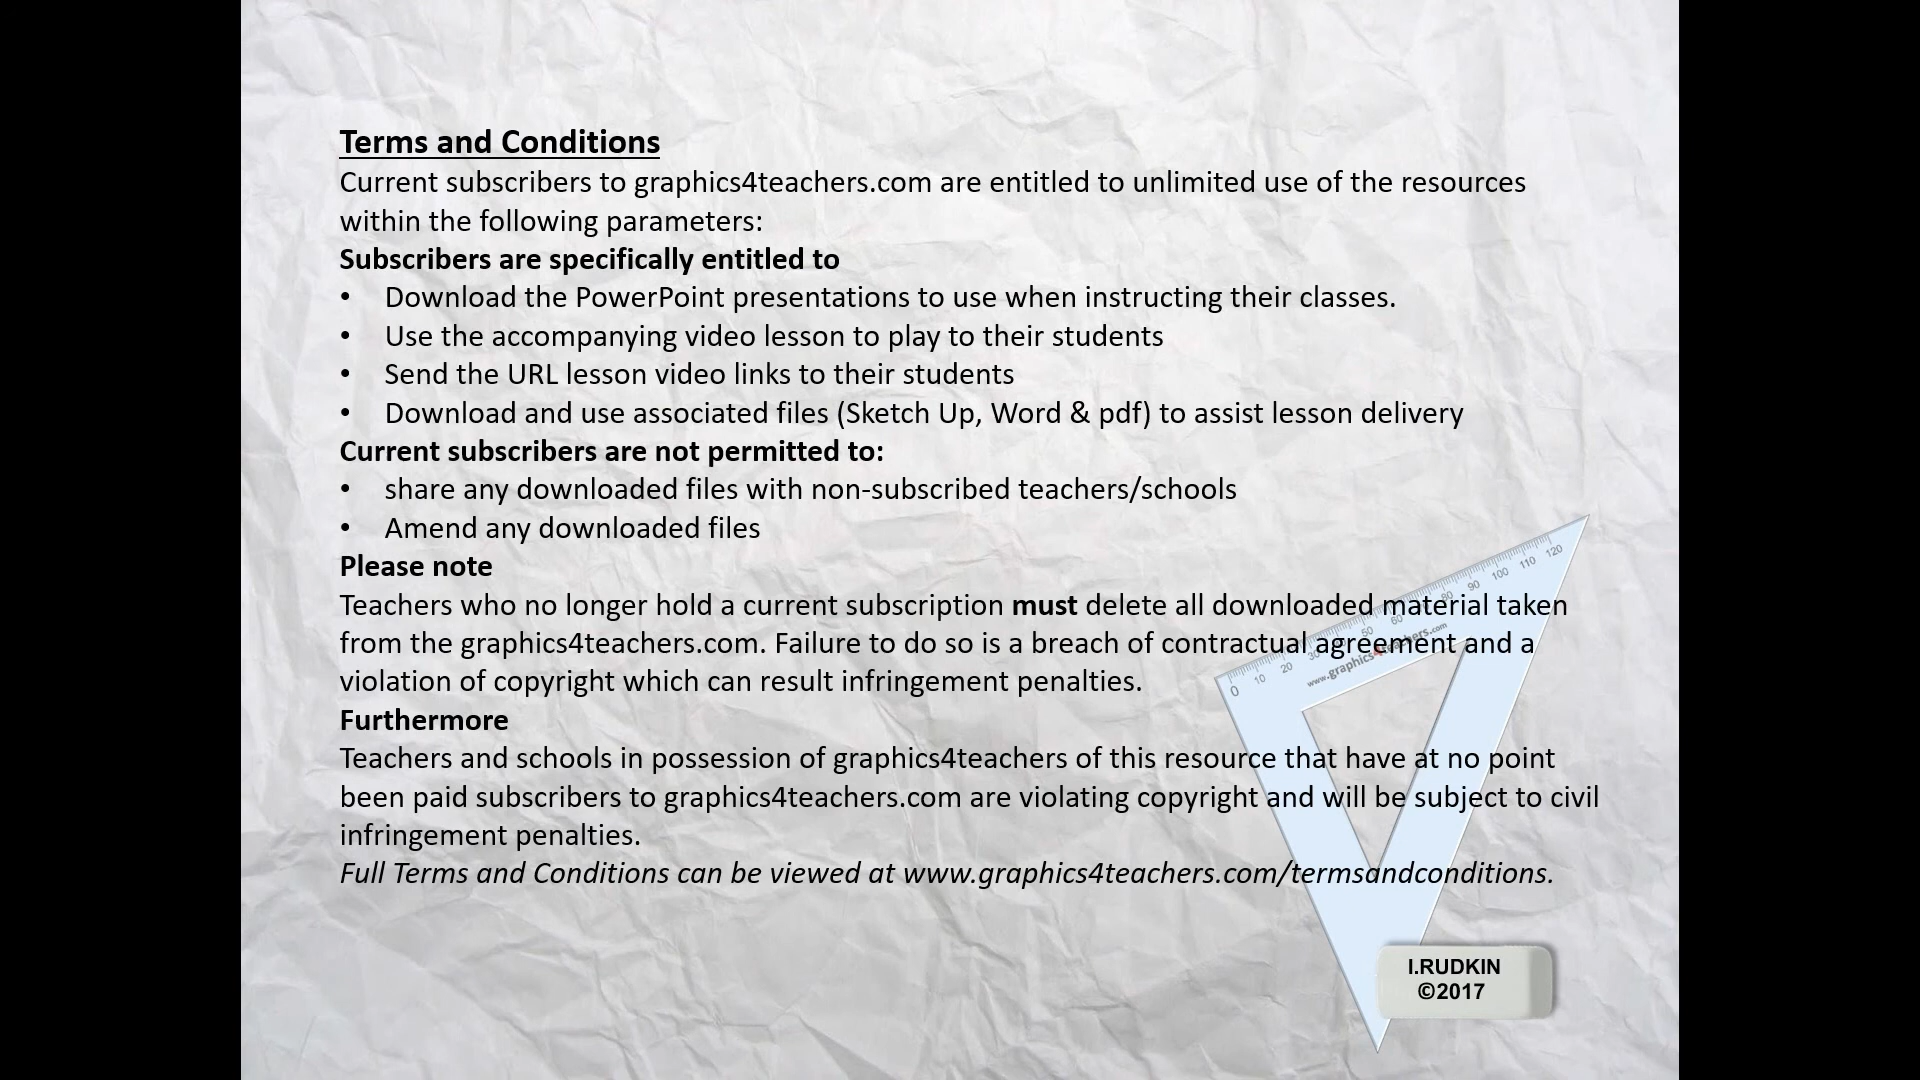 Terms and Conditions
Current subscribers to graphics4teachers.com are entitled to unlimited use of the resources
within the following parameters:
Subscribers are specifically entitled to
• Download the PowerPoint presentations to use when instructing their classes.
• Use the accompanying video lesson to play to their students
• Send the URL lesson video links to their students
• Download and use associated files (Sketch Up, Word & pdf) to assist lesson delivery
Current subscribers are not permitted to:
• share any downloaded files with non-subscribed teachers/schools
• Amend any downloaded files
Please note
Teachers who no longer hold a current subscription must delete all downloaded material taken
from the graphics4teachers.com. Failure to do so is a breach of contractual agreement and a
violation of copyright which can result infringement penalties.
Furthermore
Teachers and schools in possession of graphics4teachers of this resource that have at no point
been paid subscribers to graphics4teachers.com are violating copyright and will be subject to civil
infringement penalties.
Full Terms and Conditions can be viewed at www.graphics4teachers.com/termsandconditions.
0 10 20 30 50 60 80 90 100 110 120
www.graphics4teachers.com
I.RUDKIN
©2017